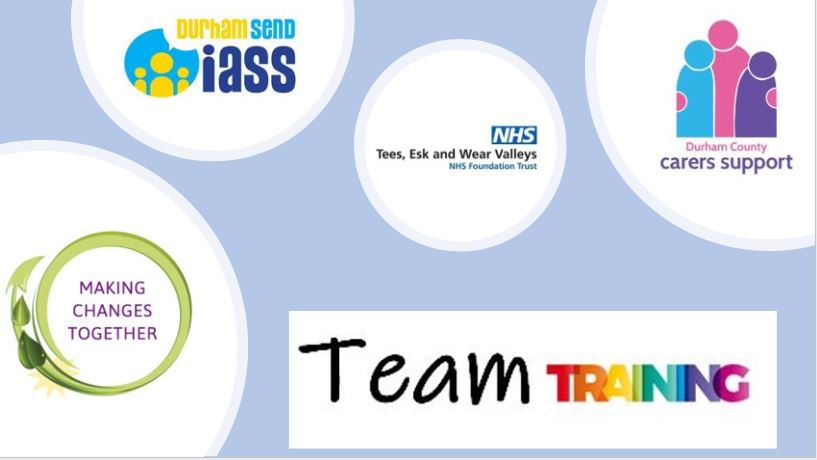 Durham SEND
iass
NHS
Tees, Esk and Wear Valleys
NHS Foundation Trust
Durham County
carers support
MAKING
CHANGES
TOGETHER
Team TRAINING